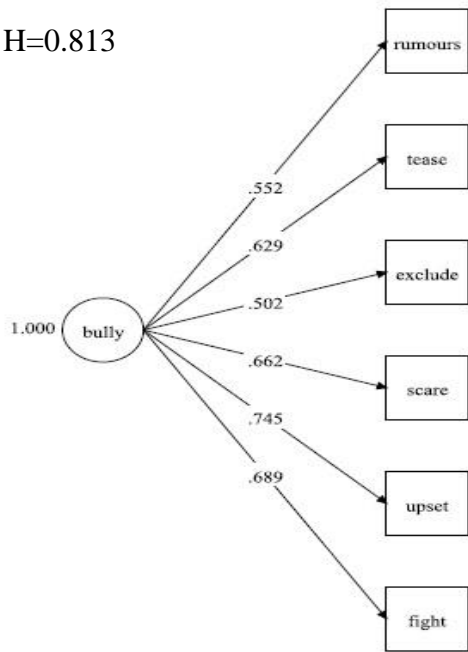 H=0.813
rumours
tease
.552
.629
exclude
.502
1.000
bully
.662
scare
.745
.689
upset
fight